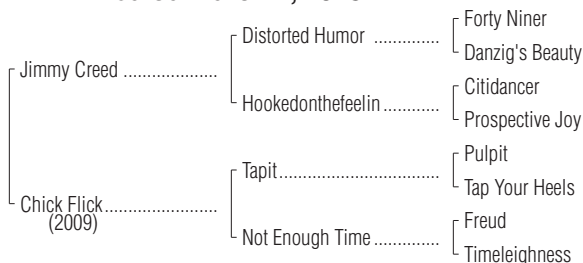 Forty Niner
Distorted Humor ..............
Danzig's Beauty
Jimmy Creed ....................
Citidancer
Hookedonthefeelin ............
Prospective Joy
Pulpit
Tapit..................................
Tap Your Heels
Chick Flick........................
(2009)
Freud
Not Enough Time ..............
Timeleighness